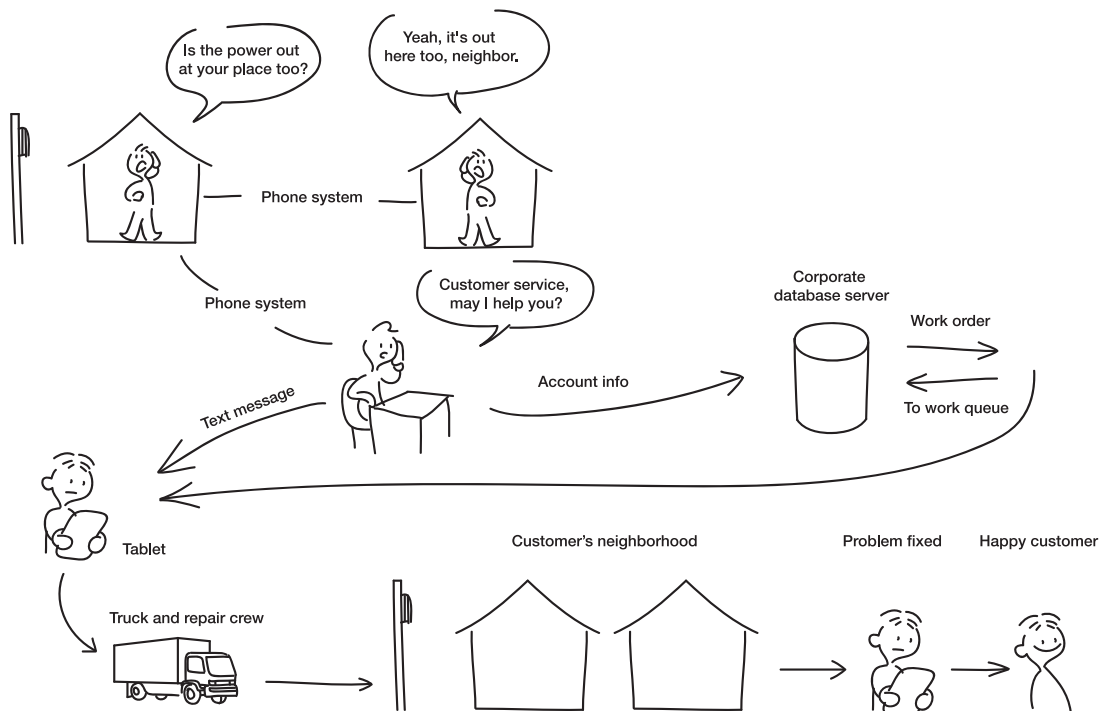 Is the power out
at your place too?
Yeah, it's out
here too, neighbor.
Phone system
Phone system
Customer service,
may I help you?
Corporate
database server
Work order
Account info
To work queue
Text message
Tablet
Customer’s neighborhood
Problem fixed
Happy customer
Truck and repair crew